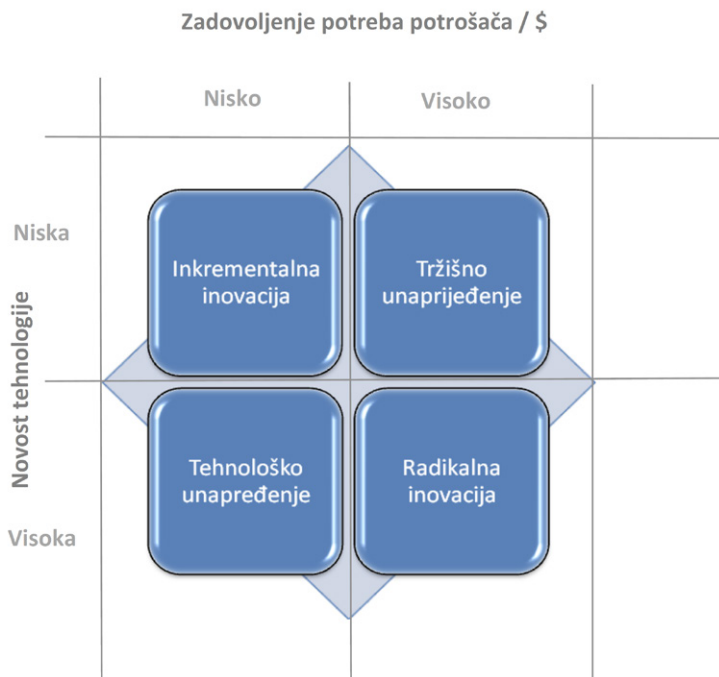 Zadovoljenje potreba potrošača / $
Nisko
Visoko
Niska
Inkrementalna
inovacija
Tržišno
unaprijeđenje
Novost tehnologije
Tehnološko
unapređenje
Radikalna
inovacija
Visoka